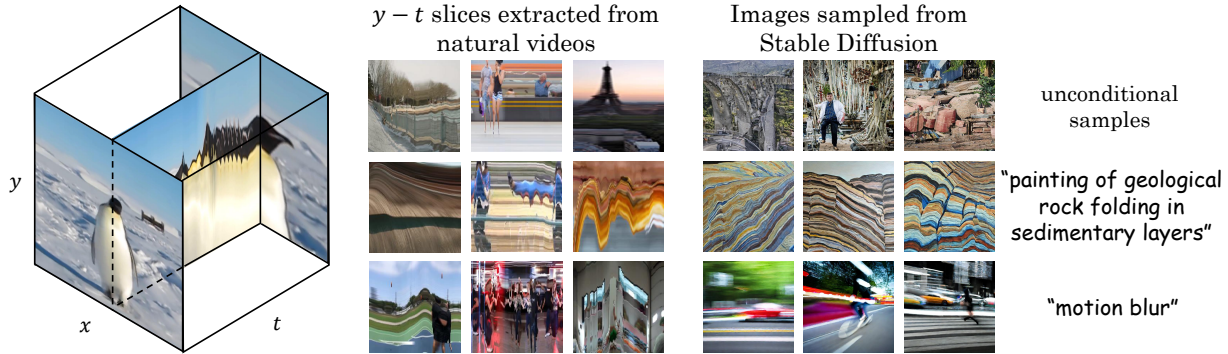 y − t slices extracted from
natural videos
Images sampled from
Stable Diffusion
y
x
t
unconditional
samples
“painting of geological
rock folding in
sedimentary layers”
“motion blur”